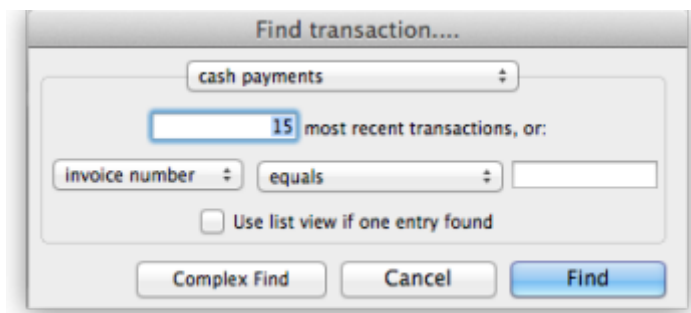 Find transaction....
cash payments
15 most recent transactions, or:
invoice number equals
Use list view if one entry found
Complex Find Cancel Find